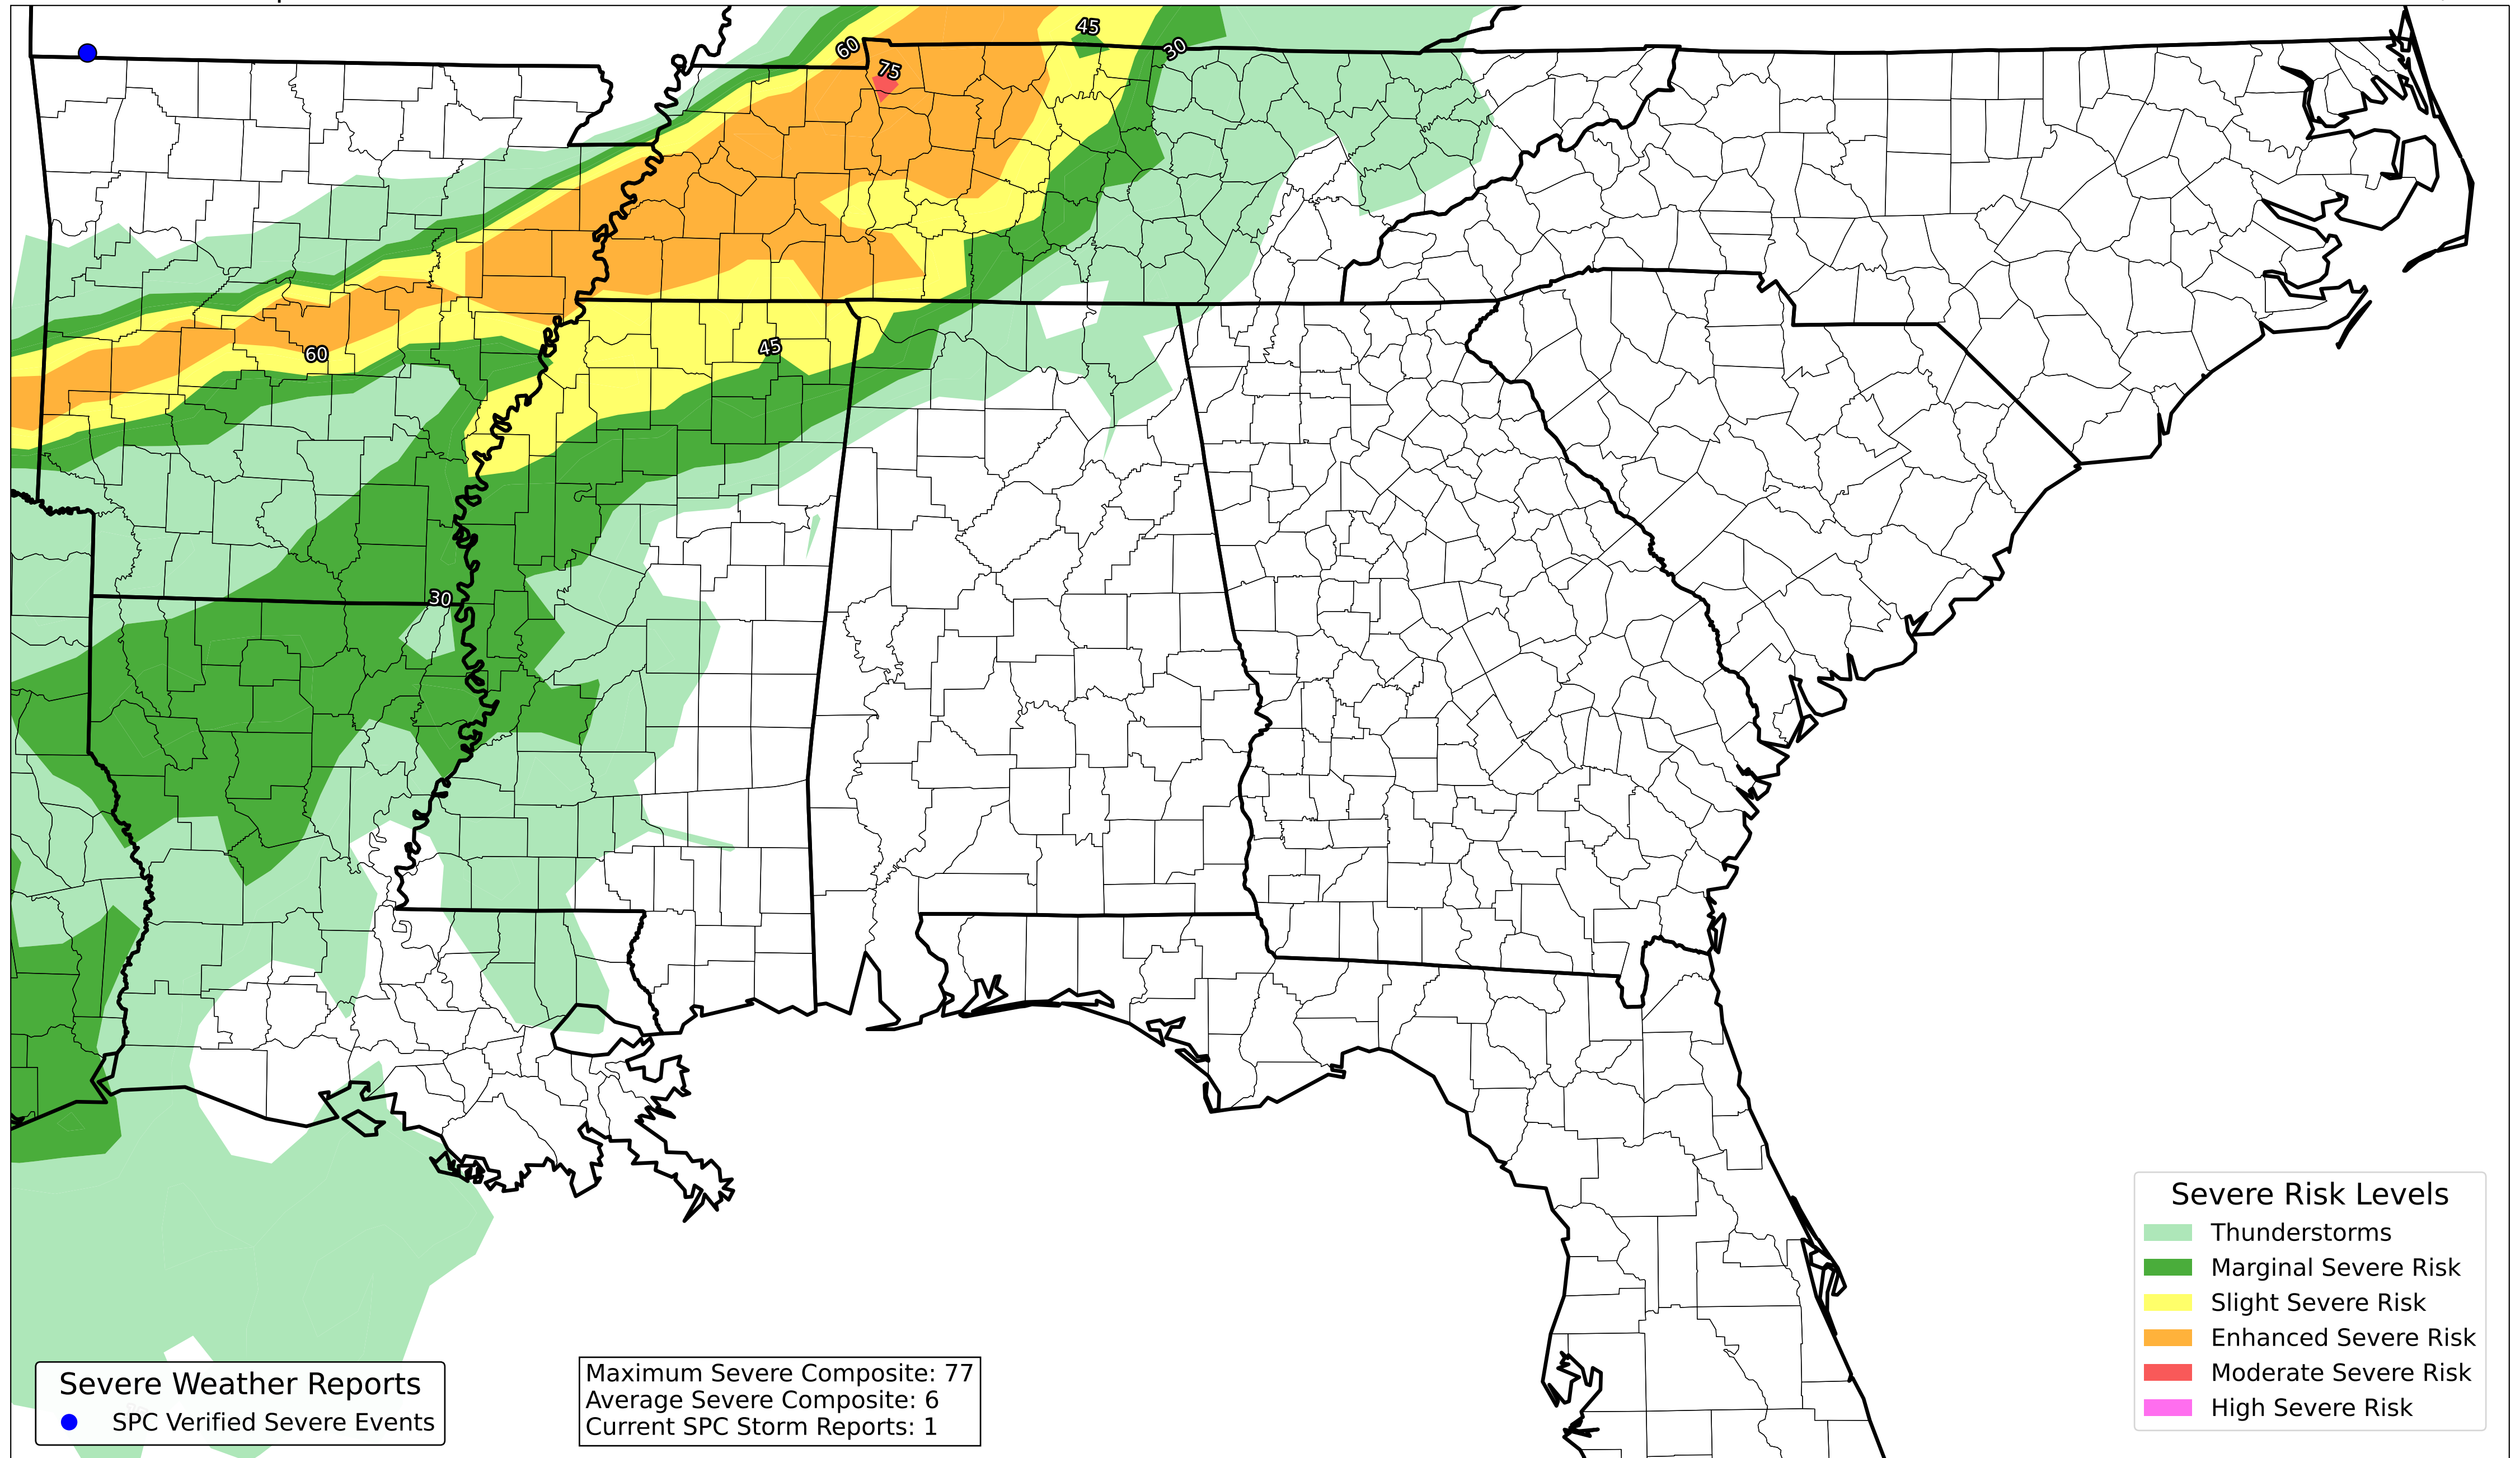 45
60
30
75
45
60
30
Severe Risk Levels
Thunderstorms
Marginal Severe Risk
Slight Severe Risk
Enhanced Severe Risk
Moderate Severe Risk
High Severe Risk
Maximum Severe Composite: 77
Average Severe Composite: 6
Current SPC Storm Reports: 1
Severe Weather Reports
SPC Verified Severe Events